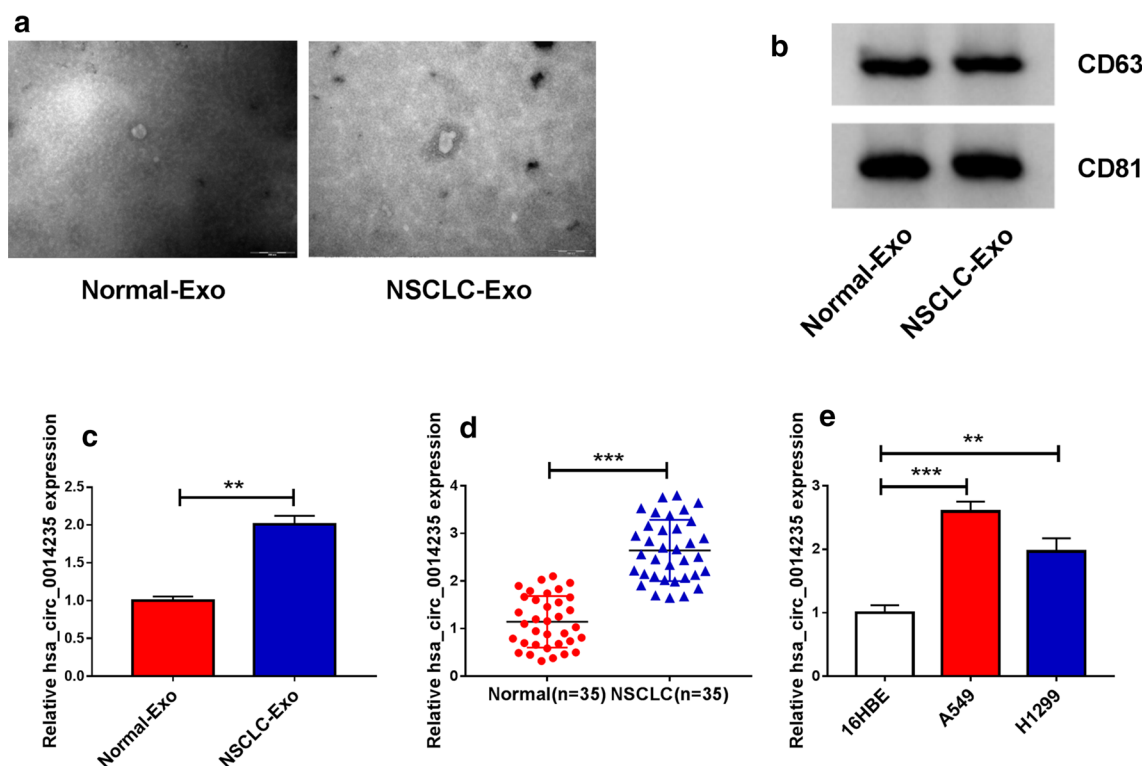 a
Normal-Exo
NSCLC-Exo
b
CD63
CD81
Normal-Exo
NSCLC-Exo
c
Relative hsa_circ_0014235 expression
2.5
2.0
1.5
1.0
0.5
0.0
**
Normal-Exo
NSCLC-Exo
d
Relative hsa_circ_0014235 expression
4
3
2
1
0
***
Normal(n=35) NSCLC(n=35)
e
Relative hsa_circ_0014235 expression
3
2
1
0
**
***
16HBE
A549
H1299